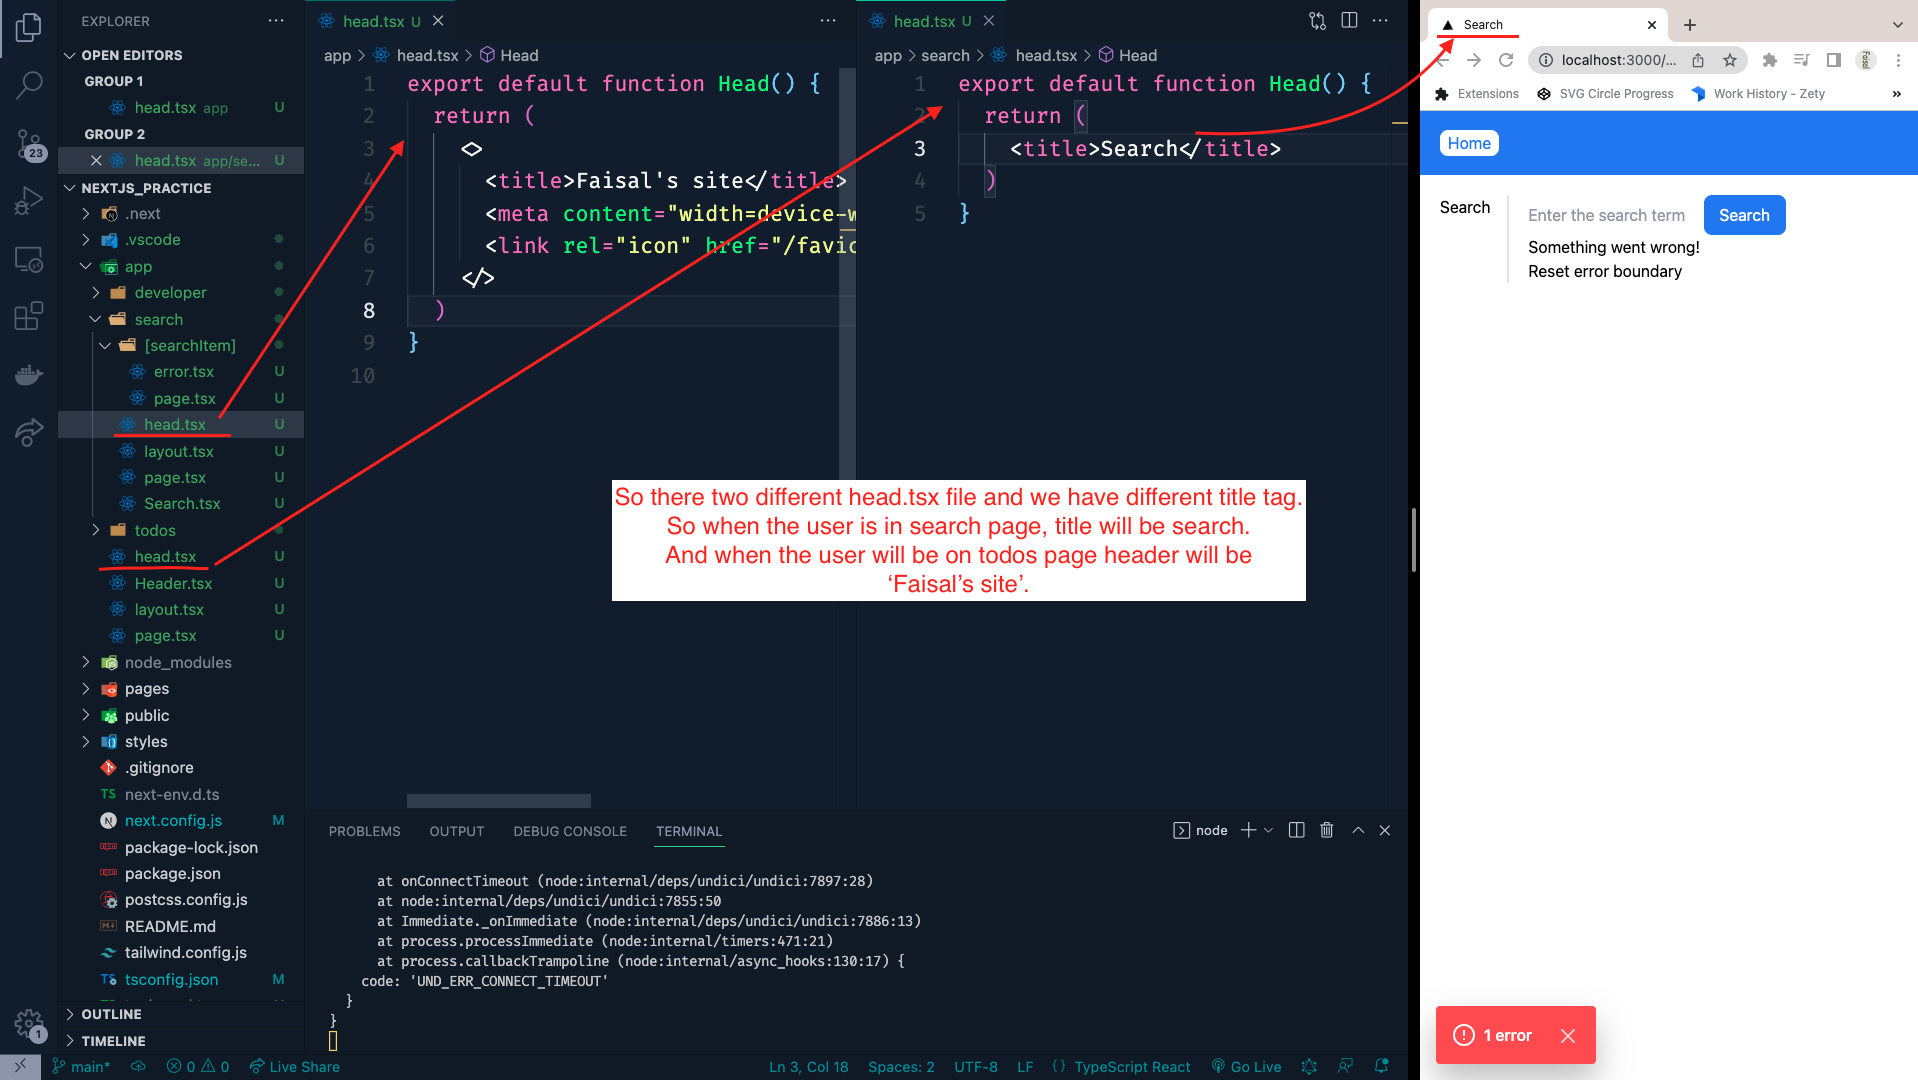 EXPLORER
OPEN EDITORS
GROUP 1
head.tsx app U
GROUP 2
head.tsx app/se... U
NEXTJS_PRACTICE
.next
.vscode
app
developer
search
[searchItem]
error.tsx U
page.tsx U
head.tsx U
layout.tsx U
page.tsx U
Search.tsx U
todos
head.tsx U
Header.tsx U
layout.tsx U
page.tsx U
node_modules
pages
public
styles
.gitignore
TS next-env.d.ts
next.config.js M
package-lock.json
package.json
postcss.config.js
README.md
tailwind.config.js
tsconfig.json M
OUTLINE
TIMELINE
23
1
head.tsx U
app > head.tsx > Head
1 export default function Head() {
2 return (
3 <>
4 <title>Faisal's site</title>
5 <meta content="width=device-w
6 <link rel="icon" href="/favic
7 </>
8 )
9 }
10
head.tsx U
app > search > head.tsx > Head
1 export default function Head() {
2 return (
3 <title>Search</title>
4 )
5 }
So there two different head.tsx file and we have different title tag.
So when the user is in search page, title will be search.
And when the user will be on todos page header will be
‘Faisal’s site’.
PROBLEMS OUTPUT DEBUG CONSOLE TERMINAL
node
at onConnectTimeout (node:internal/deps/undici/undici:7897:28)
at node:internal/deps/undici/undici:7855:50
at Immediate._onImmediate (node:internal/deps/undici/undici:7886:13)
at process.processImmediate (node:internal/timers:471:21)
at process.callbackTrampoline (node:internal/async_hooks:130:17) {
code: 'UND_ERR_CONNECT_TIMEOUT'
}
}
main* 0 0 Live Share Ln 3, Col 18 Spaces: 2 UTF-8 LF {} TypeScript React Go Live
Search
localhost:3000/...
Extensions SVG Circle Progress Work History - Zety »
Home
Search Enter the search term Search
Something went wrong!
Reset error boundary
1 error